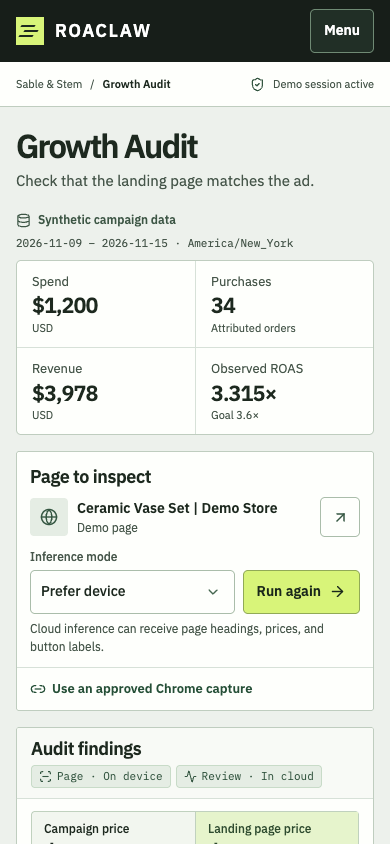 ROACLAW
Menu
Sable & Stem / Growth Audit
Demo session active
Growth Audit
Check that the landing page matches the ad.
Synthetic campaign data
2026-11-09 – 2026-11-15 · America/New_York
Spend
$1,200
USD
Purchases
34
Attributed orders
Revenue
$3,978
USD
Observed ROAS
3.315×
Goal 3.6×
Page to inspect
Ceramic Vase Set | Demo Store
Demo page
Inference mode
Prefer device
Run again
Cloud inference can receive page headings, prices, and
button labels.
Use an approved Chrome capture
Audit findings
Page · On device
Review · In cloud
Campaign price
Landing page price